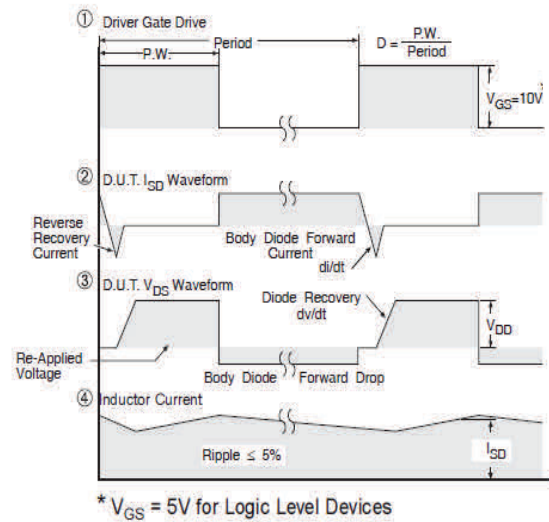 ① Driver Gate Drive
P.W.
Period
D = P.W.
Period
VGS=10V*
② D.U.T. ISD Waveform
Reverse
Recovery
Current
Body Diode Forward
Current
di/dt
③ D.U.T. VDS Waveform
Diode Recovery
dv/dt
VDD
Re-Applied
Voltage
Body Diode Forward Drop
④ Inductor Current
Ripple ≤ 5%
ISD
* VGS = 5V for Logic Level Devices